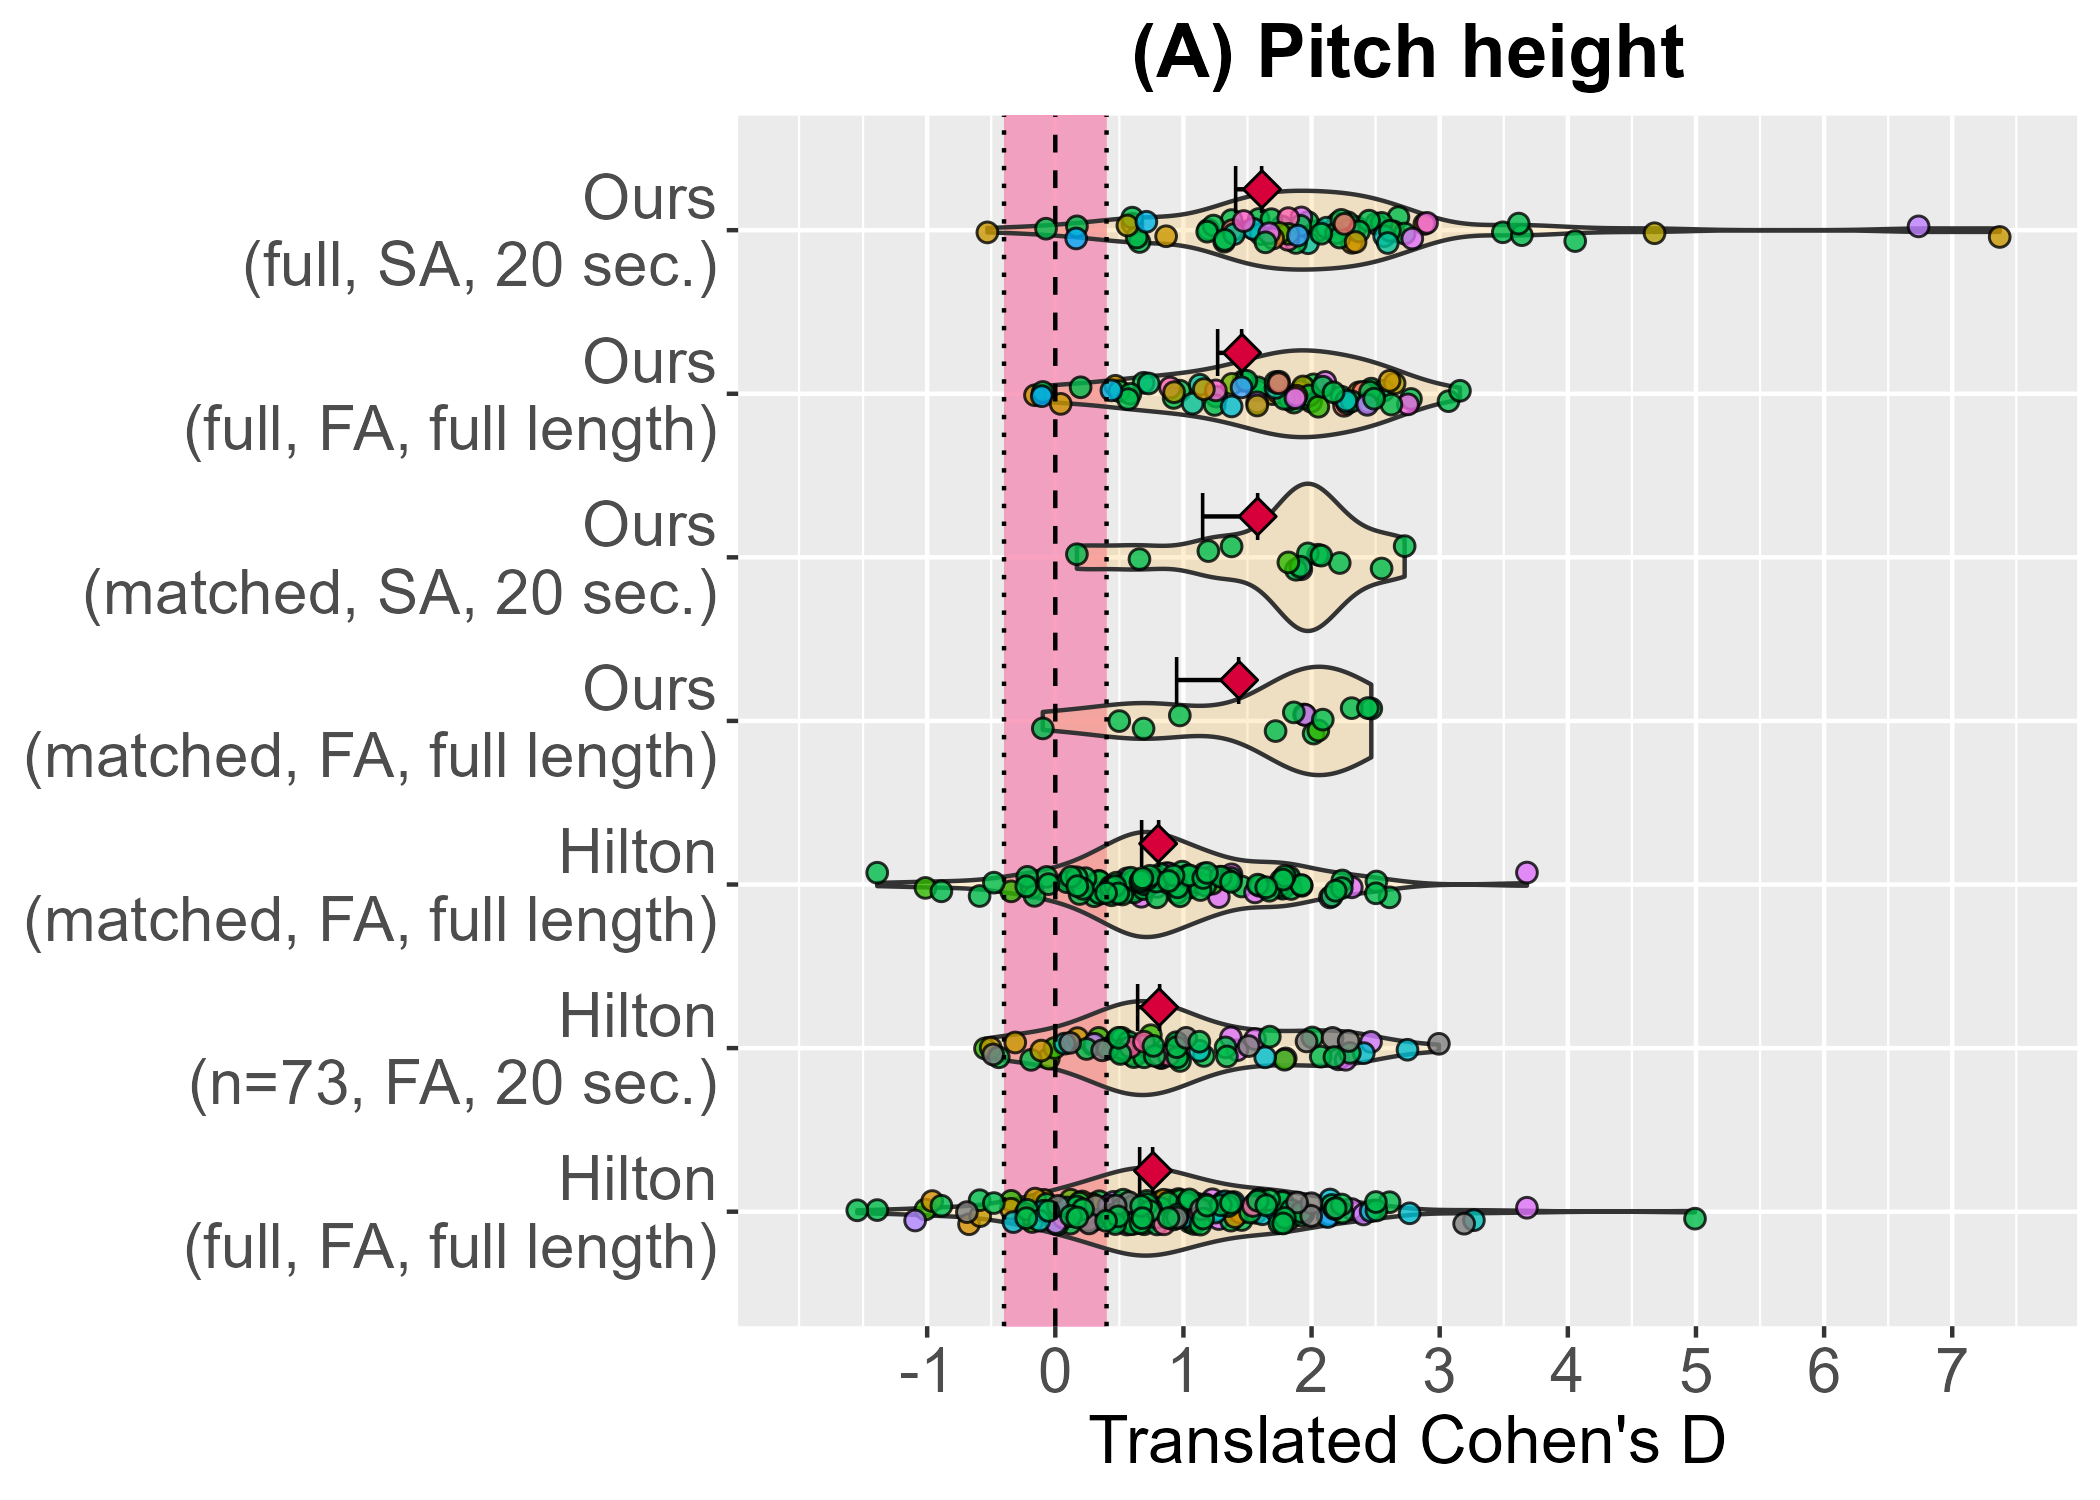 (A) Pitch height
Ours
(full, SA, 20 sec.)
Ours
(full, FA, full length)
Ours
(matched, SA, 20 sec.)
Ours
(matched, FA, full length)
Hilton
(matched, FA, full length)
Hilton
(n=73, FA, 20 sec.)
Hilton
(full, FA, full length)
-1 0 1 2 3 4 5 6 7
Translated Cohen's D